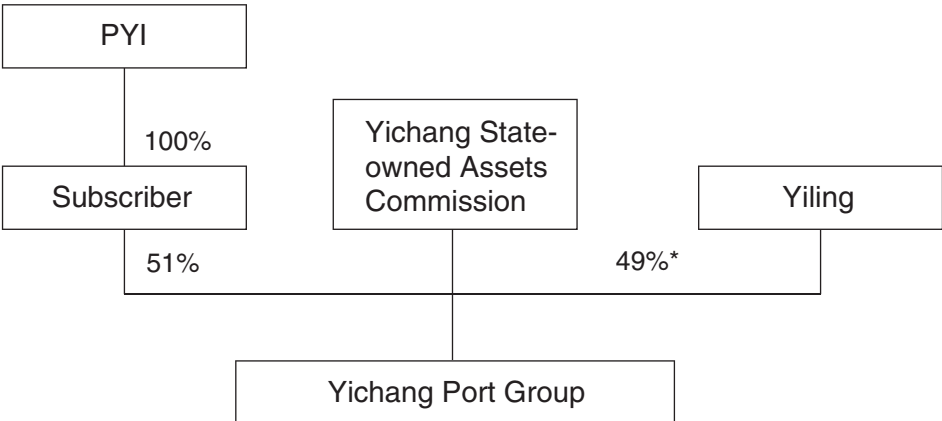 PYI
100%
Yichang State-
owned Assets
Commission
Subscriber
Yiling
51%
49%*
Yichang Port Group